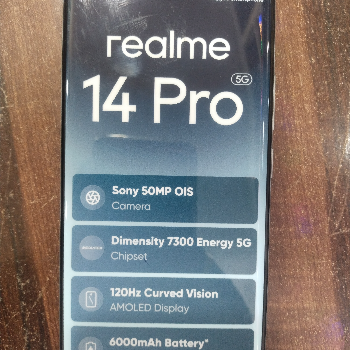 realme
14 Pro 5G
Sony 50MP OIS
Camera
Dimensity 7300 Energy 5G
Chipset
120Hz Curved Vision
AMOLED Display
6000mAh Battery*